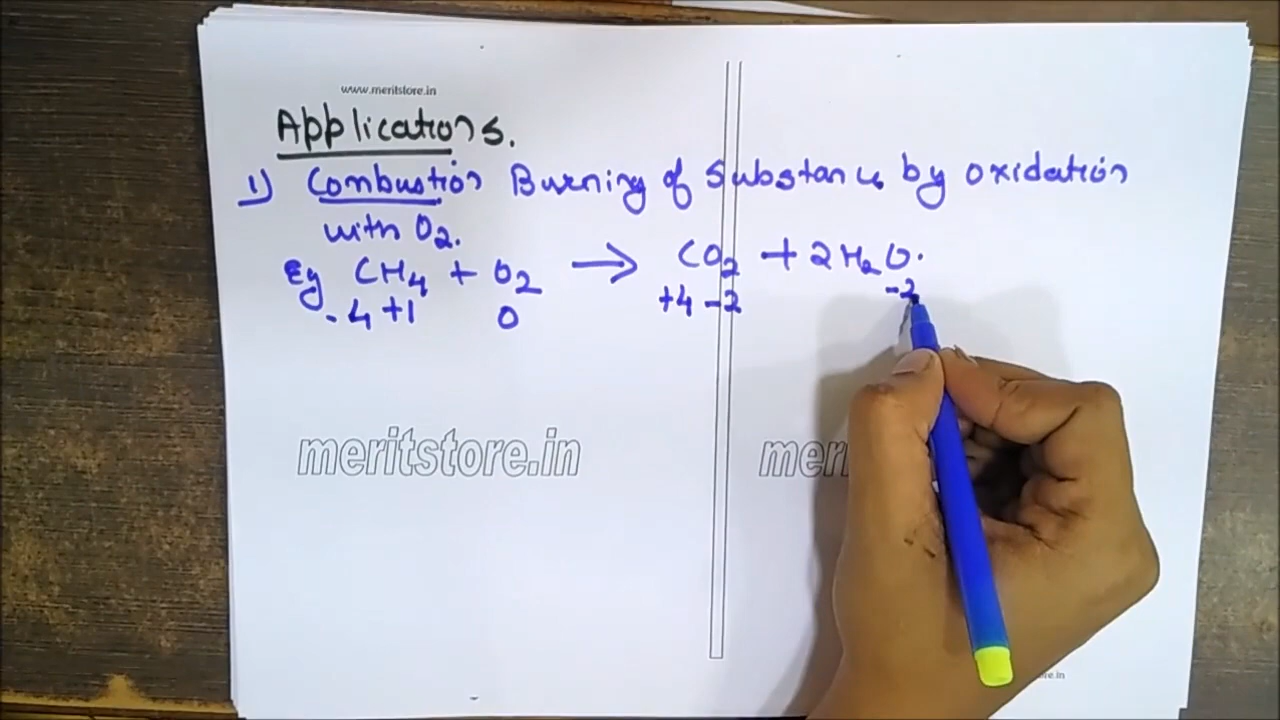 www.meritstore.in
Applications.
1) Combustion Burning of Substance by oxidation
with O2.
Eg CH4 + O2 → CO2 + 2H2O.
-4 +1 0 +4 -2 -2
meritstore.in